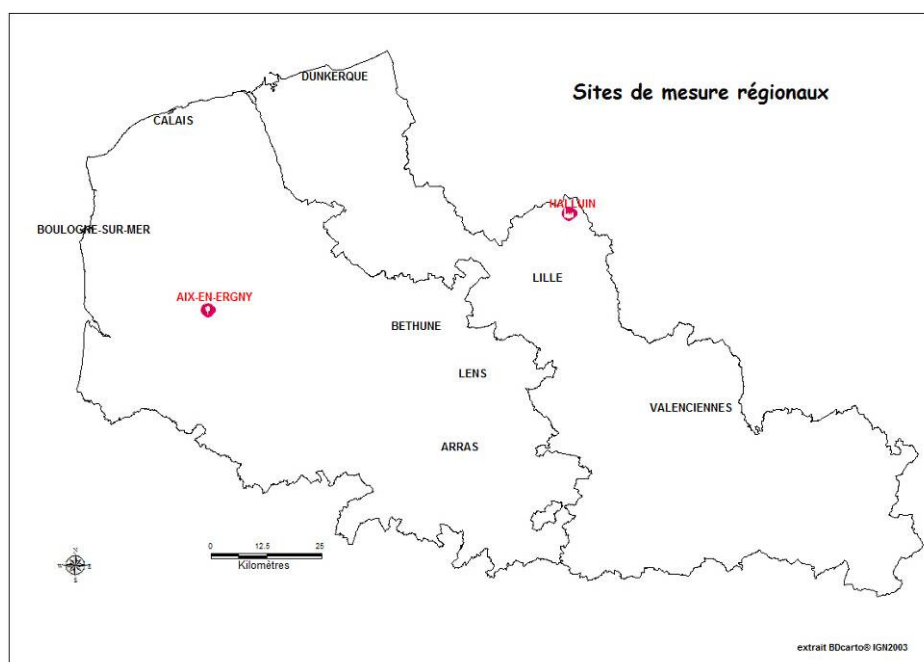 DUNKERQUE
Sites de mesure régionaux
CALAIS
HALLUIN
BOULOGNE-SUR-MER
LILLE
AIX-EN-ERGNY
BETHUNE
LENS
VALENCIENNES
ARRAS
0 12.5 25
Kilomètres
extrait BDcarto® IGN2003